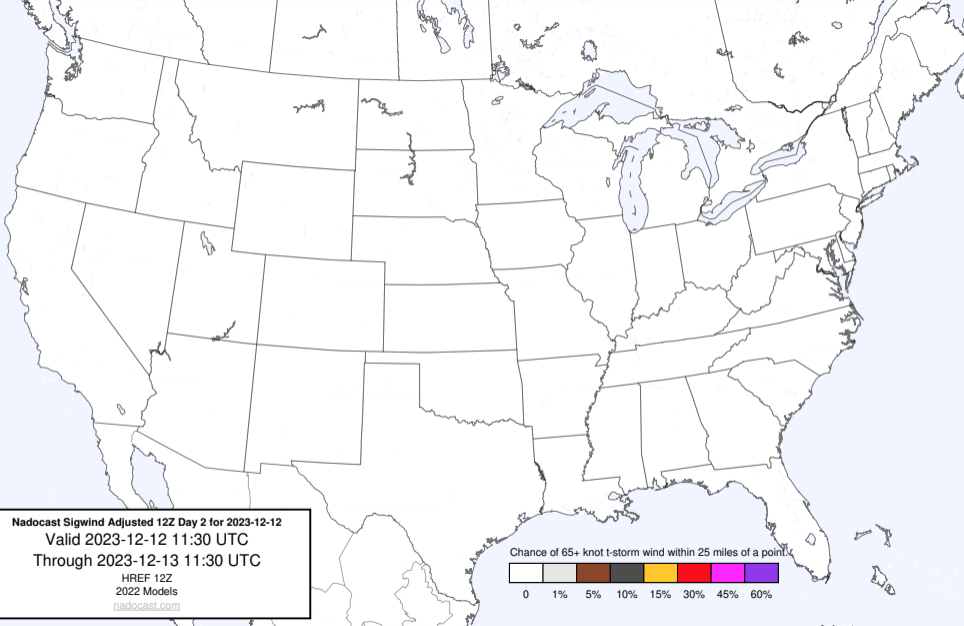 Nadocast Sigwind Adjusted 12Z Day 2 for 2023-12-12
Valid 2023-12-12 11:30 UTC
Through 2023-12-13 11:30 UTC
HREF 12Z
2022 Models
nadocast.com
Chance of 65+ knot t-storm wind within 25 miles of a point.
0 1% 5% 10% 15% 30% 45% 60%